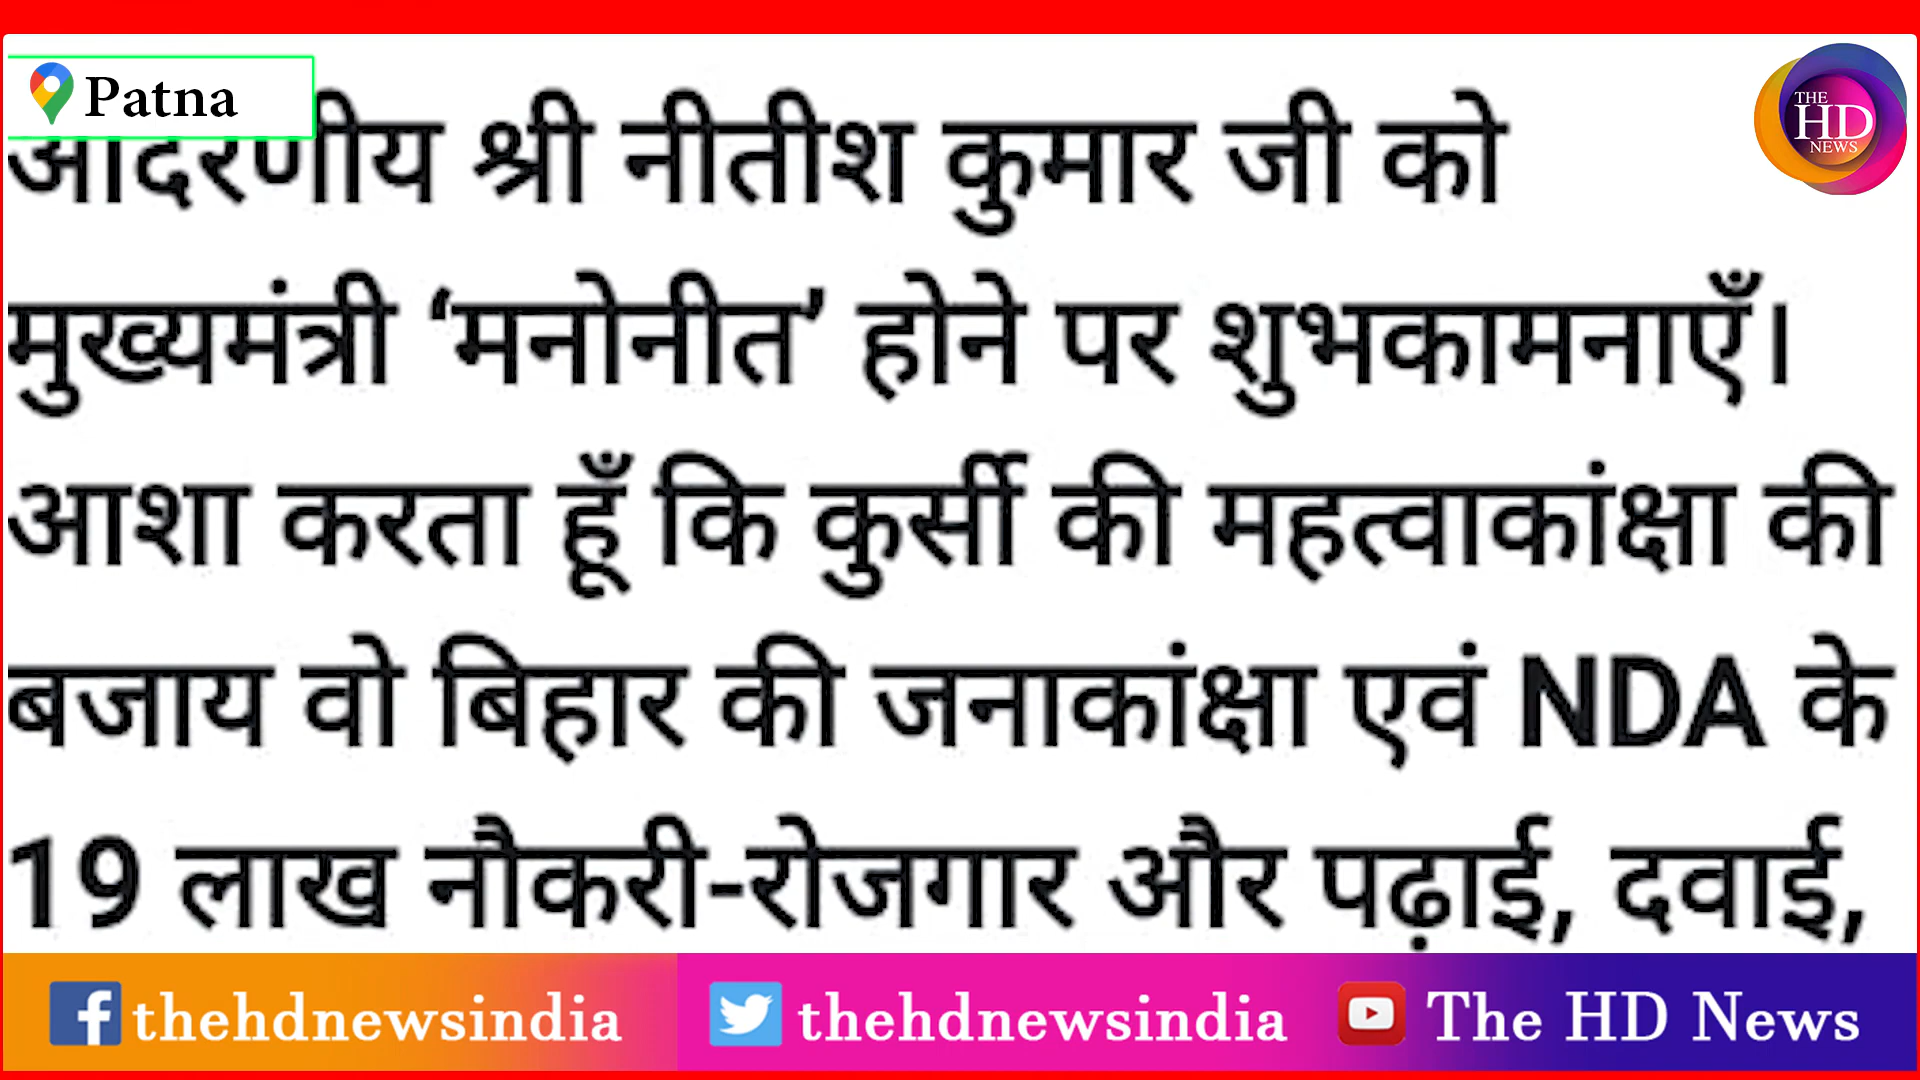 Patna
THE
HD
NEWS
आदरणीय श्री नीतीश कुमार जी को
मुख्यमंत्री ‘मनोनीत’ होने पर शुभकामनाएँ।
आशा करता हूँ कि कुर्सी की महत्वाकांक्षा की
बजाय वो बिहार की जनाकांक्षा एवं NDA के
19 लाख नौकरी-रोजगार और पढ़ाई, दवाई,
thehdnewsindia
thehdnewsindia
The HD News